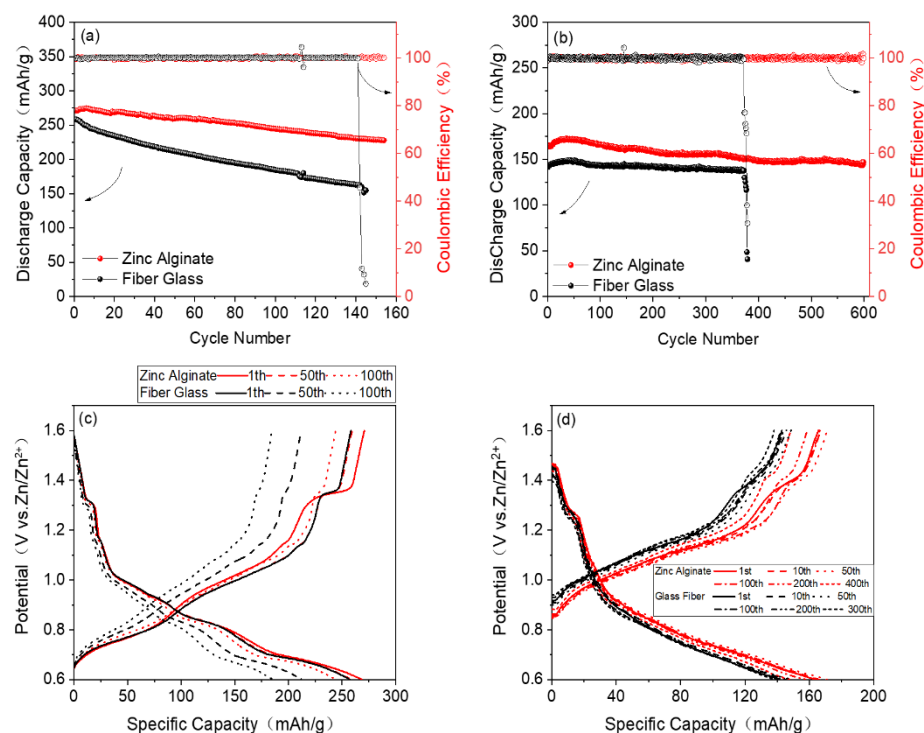 (a)
Discharge Capacity (mAh/g)
400
350
300
250
200
150
100
50
0
Zinc Alginate
Fiber Glass
0 20 40 60 80 100 120 140 160
Cycle Number
120
100
80
60
40
20
0
Coulombic Efficiency (%)
(b)
DisCharge Capacity (mAh/g)
300
250
200
150
100
50
0
Zinc Alginate
Fiber Glass
0 100 200 300 400 500 600
Cycle Number
120
100
80
60
40
20
0
Coulombic Efficiency (%)
Zinc Alginate 1th 50th 100th
Fiber Glass 1th 50th 100th
(c)
Potential (V vs.Zn/Zn²⁺)
1.6
1.4
1.2
1.0
0.8
0.6
0 50 100 150 200 250 300
Specific Capacity (mAh/g)
(d)
Potential (V vs.Zn/Zn²⁺)
1.6
1.4
1.2
1.0
0.8
0.6
Zinc Alginate 1st 10th 50th
100th 200th 400th
Glass Fiber 1st 10th 50th
100th 200th 300th
0 40 80 120 160 200
Specific Capacity (mAh/g)